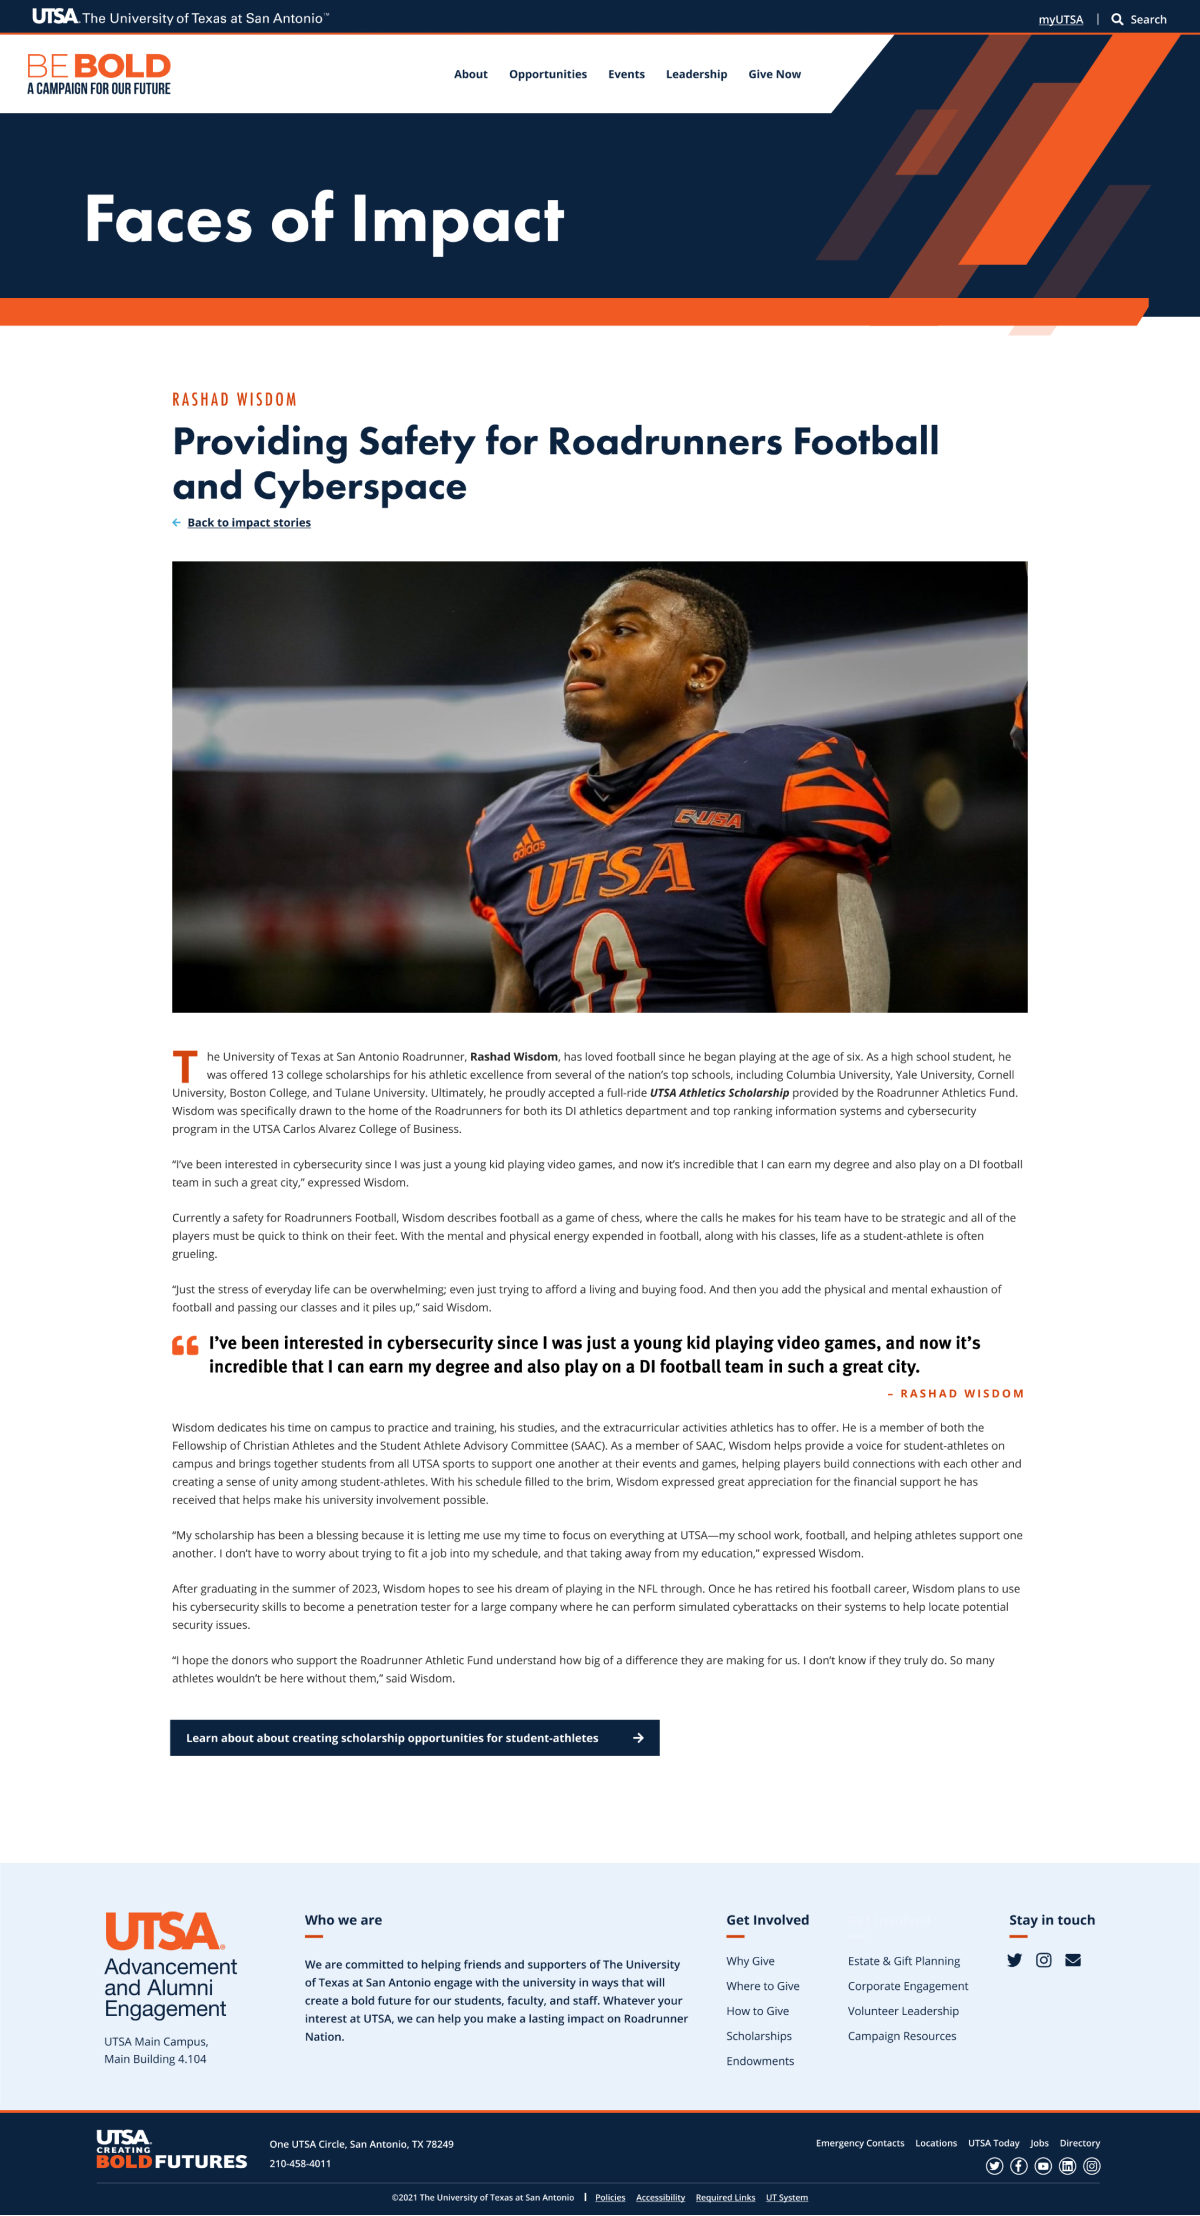 UTSA. The University of Texas at San Antonio™
myUTSA | Search
BE BOLD
A CAMPAIGN FOR OUR FUTURE
About Opportunities Events Leadership Give Now
Faces of Impact
RASHAD WISDOM
Providing Safety for Roadrunners Football
and Cyberspace
← Back to impact stories
C-USA
adidas
UTSA
0
The University of Texas at San Antonio Roadrunner, Rashad Wisdom, has loved football since he began playing at the age of six. As a high school student, he
was offered 13 college scholarships for his athletic excellence from several of the nation’s top schools, including Columbia University, Yale University, Cornell
University, Boston College, and Tulane University. Ultimately, he proudly accepted a full-ride UTSA Athletics Scholarship provided by the Roadrunner Athletics Fund.
Wisdom was specifically drawn to the home of the Roadrunners for both its DI athletics department and top ranking information systems and cybersecurity
program in the UTSA Carlos Alvarez College of Business.
“I’ve been interested in cybersecurity since I was just a young kid playing video games, and now it’s incredible that I can earn my degree and also play on a DI football
team in such a great city,” expressed Wisdom.
Currently a safety for Roadrunners Football, Wisdom describes football as a game of chess, where the calls he makes for his team have to be strategic and all of the
players must be quick to think on their feet. With the mental and physical energy expended in football, along with his classes, life as a student-athlete is often
grueling.
“Just the stress of everyday life can be overwhelming; even just trying to afford a living and buying food. And then you add the physical and mental exhaustion of
football and passing our classes and it piles up,” said Wisdom.
“ I’ve been interested in cybersecurity since I was just a young kid playing video games, and now it’s
incredible that I can earn my degree and also play on a DI football team in such a great city.
– RASHAD WISDOM
Wisdom dedicates his time on campus to practice and training, his studies, and the extracurricular activities athletics has to offer. He is a member of both the
Fellowship of Christian Athletes and the Student Athlete Advisory Committee (SAAC). As a member of SAAC, Wisdom helps provide a voice for student-athletes on
campus and brings together students from all UTSA sports to support one another at their events and games, helping players build connections with each other and
creating a sense of unity among student-athletes. With his schedule filled to the brim, Wisdom expressed great appreciation for the financial support he has
received that helps make his university involvement possible.
“My scholarship has been a blessing because it is letting me use my time to focus on everything at UTSA—my school work, football, and helping athletes support one
another. I don’t have to worry about trying to fit a job into my schedule, and that taking away from my education,” expressed Wisdom.
After graduating in the summer of 2023, Wisdom hopes to see his dream of playing in the NFL through. Once he has retired his football career, Wisdom plans to use
his cybersecurity skills to become a penetration tester for a large company where he can perform simulated cyberattacks on their systems to help locate potential
security issues.
“I hope the donors who support the Roadrunner Athletic Fund understand how big of a difference they are making for us. I don’t know if they truly do. So many
athletes wouldn’t be here without them,” said Wisdom.
Learn about about creating scholarship opportunities for student-athletes →
UTSA.
Advancement
and Alumni
Engagement
UTSA Main Campus,
Main Building 4.104
Who we are
We are committed to helping friends and supporters of The University
of Texas at San Antonio engage with the university in ways that will
create a bold future for our students, faculty, and staff. Whatever your
interest at UTSA, we can help you make a lasting impact on Roadrunner
Nation.
Get Involved
Why Give
Where to Give
How to Give
Scholarships
Endowments
Estate & Gift Planning
Corporate Engagement
Volunteer Leadership
Campaign Resources
Stay in touch
UTSA.
CREATING
BOLD FUTURES
One UTSA Circle, San Antonio, TX 78249
210-458-4011
Emergency Contacts Locations UTSA Today Jobs Directory
©2021 The University of Texas at San Antonio | Policies Accessibility Required Links UT System